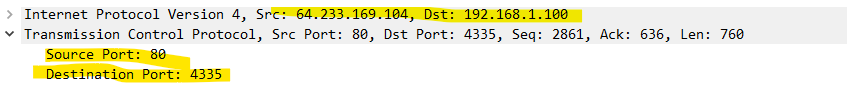 Internet Protocol Version 4, Src: 64.233.169.104, Dst: 192.168.1.100
Transmission Control Protocol, Src Port: 80, Dst Port: 4335, Seq: 2861, Ack: 636, Len: 760
Source Port: 80
Destination Port: 4335